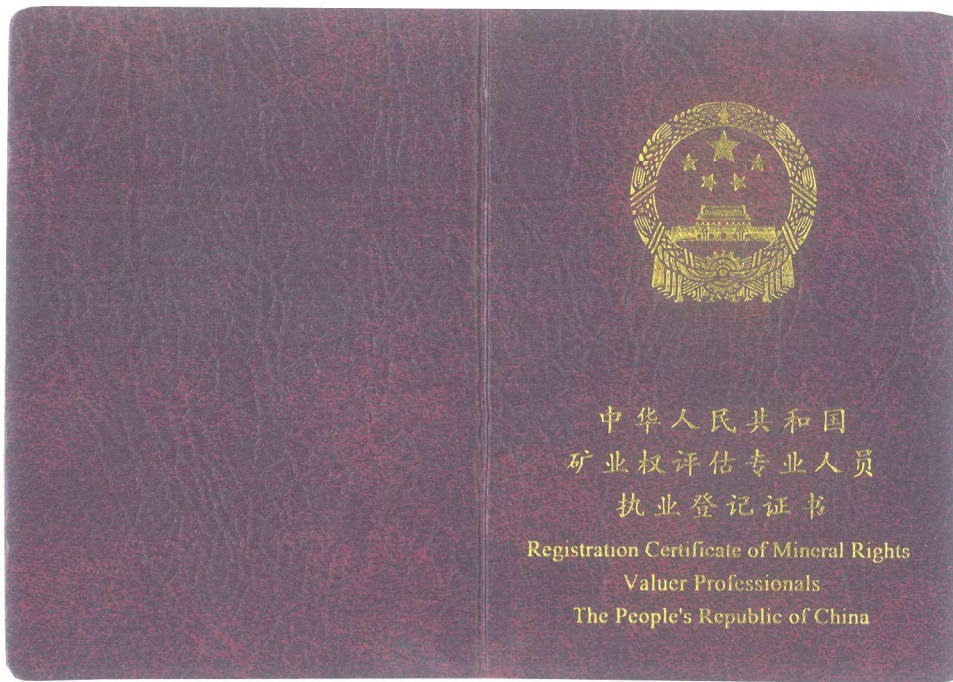 中华人民共和国
矿业权评估专业人员
执业登记证书
Registration Certificate of Mineral Rights
Valuer Professionals
The People's Republic of China